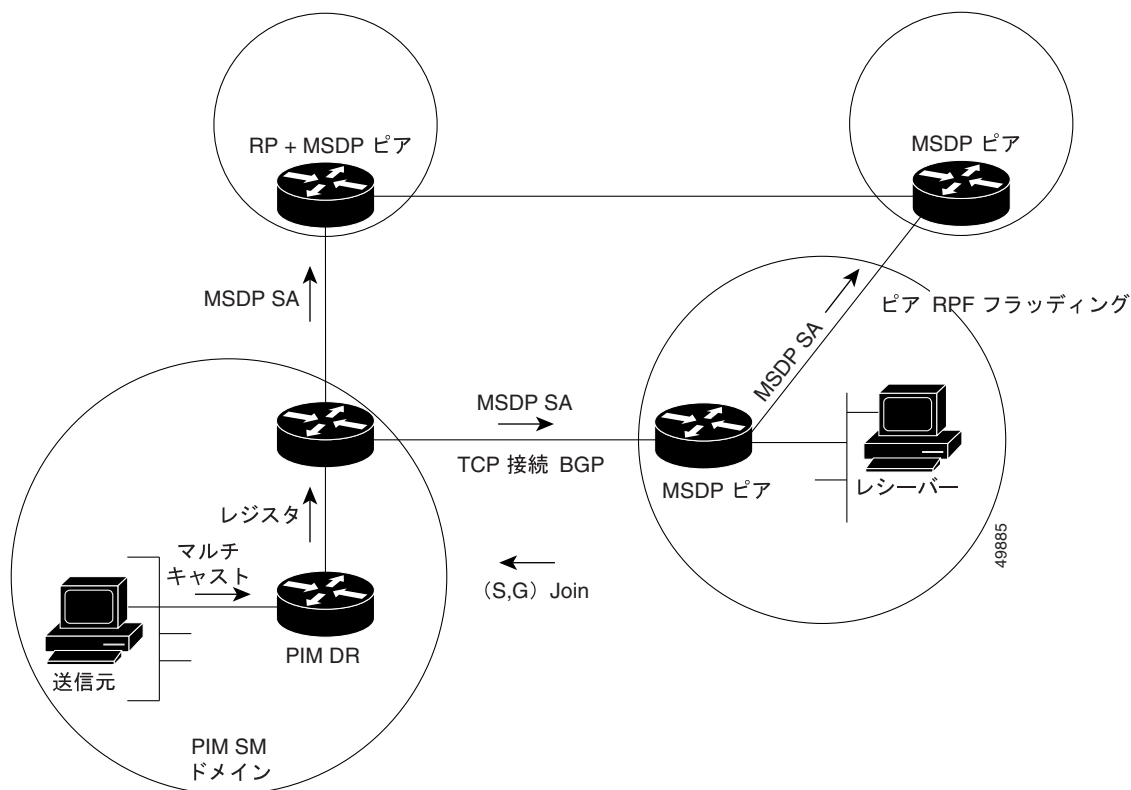 RP + MSDP ピア
MSDP ピア
MSDP SA
ピア RPF フラッディング
MSDP SA
MSDP SA
TCP 接続 BGP
MSDP ピア
レシーバー
レジスタ
マルチ
キャスト
(S,G) Join
49885
送信元
PIM DR
PIM SM
ドメイン